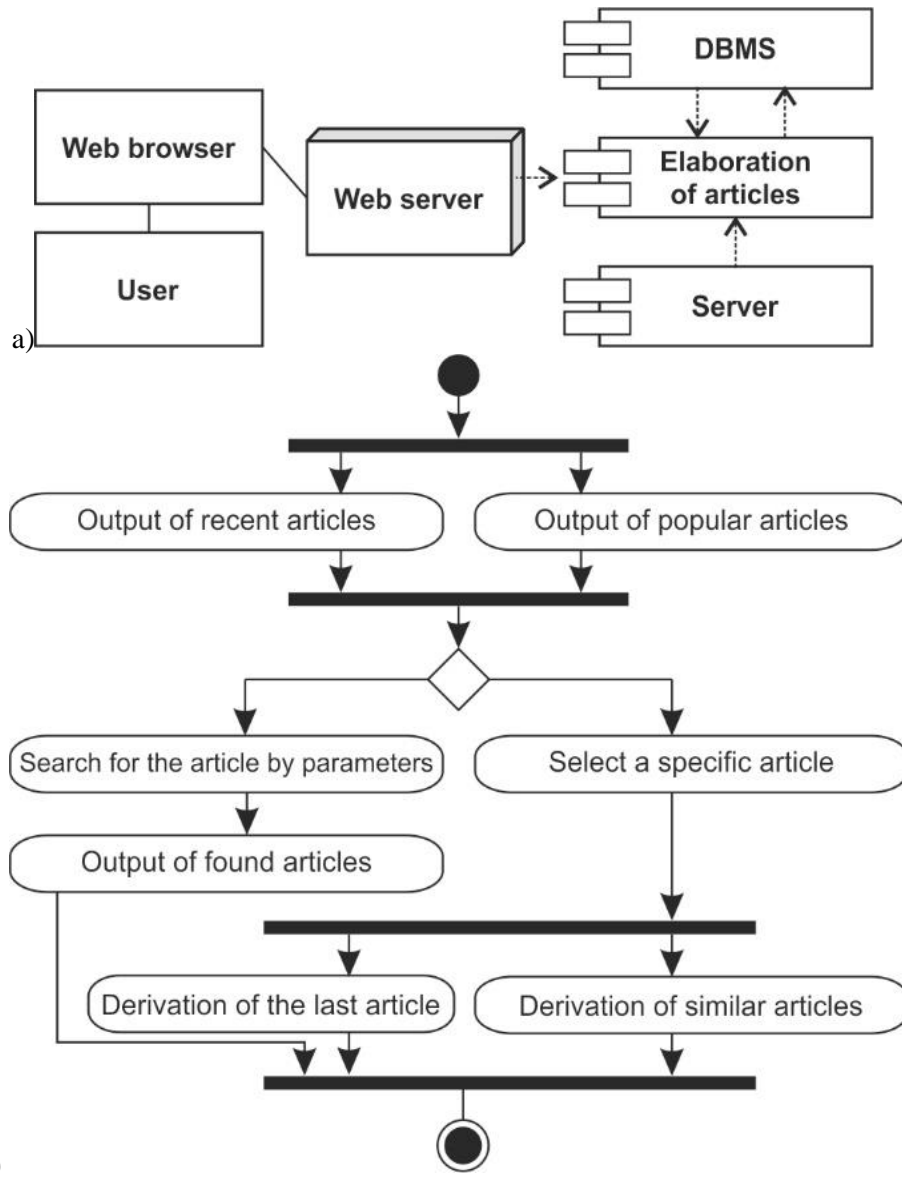 DBMS
Web browser
Web server
Elaboration
of articles
User
Server
a)
Output of recent articles
Output of popular articles
Search for the article by parameters
Select a specific article
Output of found articles
Derivation of the last article
Derivation of similar articles